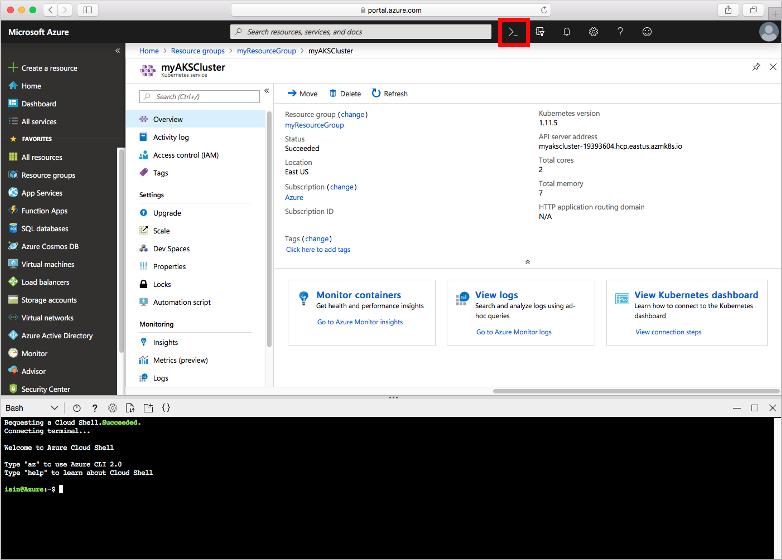 portal.azure.com
Microsoft Azure
Search resources, services, and docs
>_
?
«
Create a resource
Home
Dashboard
All services
FAVORITES
All resources
Resource groups
App Services
Function Apps
SQL databases
Azure Cosmos DB
Virtual machines
Load balancers
Storage accounts
Virtual networks
Azure Active Directory
Monitor
Advisor
Security Center
Home > Resource groups > myResourceGroup > myAKSCluster
myAKSCluster
Kubernetes service
Search (Ctrl+/)
«
Overview
Activity log
Access control (IAM)
Tags
Settings
Upgrade
Scale
Dev Spaces
Properties
Locks
Automation script
Monitoring
Insights
Metrics (preview)
Logs
Move Delete Refresh
Resource group (change)
myResourceGroup
Status
Succeeded
Location
East US
Subscription (change)
Azure
Subscription ID
Tags (change)
Click here to add tags
Kubernetes version
1.11.5
API server address
myakscluster-19393604.hcp.eastus.azmk8s.io
Total cores
2
Total memory
7
HTTP application routing domain
N/A
Monitor containers
Get health and performance insights
Go to Azure Monitor insights
View logs
Search and analyze logs using ad-
hoc queries
Go to Azure Monitor logs
View Kubernetes dashboard
Learn how to connect to the Kubernetes
dashboard
View connection steps
Bash ? {}
Requesting a Cloud Shell.Succeeded.
Connecting terminal...
Welcome to Azure Cloud Shell
Type "az" to use Azure CLI 2.0
Type "help" to learn about Cloud Shell
iain@Azure:~$